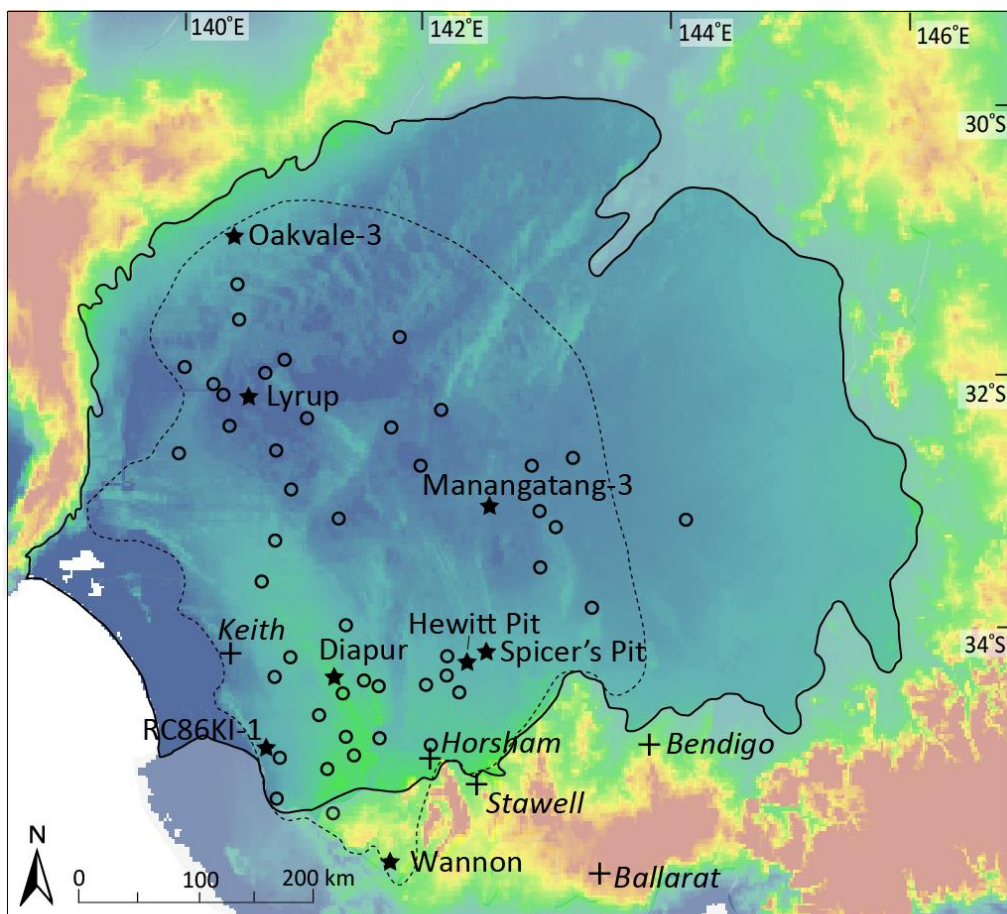 140°E
142°E
144°E
146°E
30°S
Oakvale-3
32°S
Lyrup
Manangatang-3
34°S
Hewitt Pit
Keith
Diapur
Spicer's Pit
RC86KI-1
Horsham
Bendigo
Stawell
N
Wannon
0 100 200 km
Ballarat